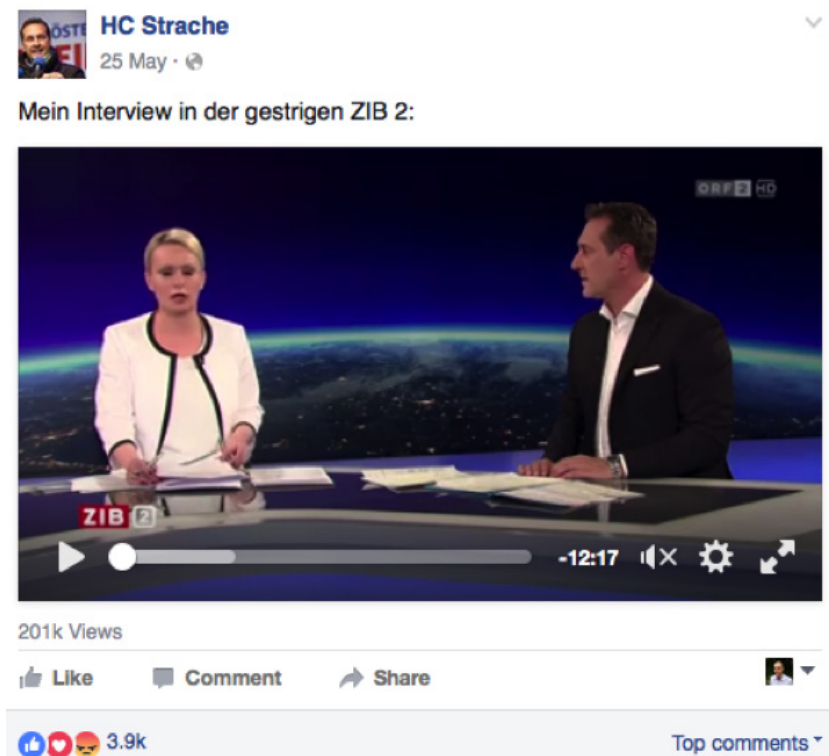 HC Strache
25 May
Mein Interview in der gestrigen ZIB 2:
ORF 2 HD
ZIB 2
-12:17
201k Views
Like Comment Share
3.9k Top comments